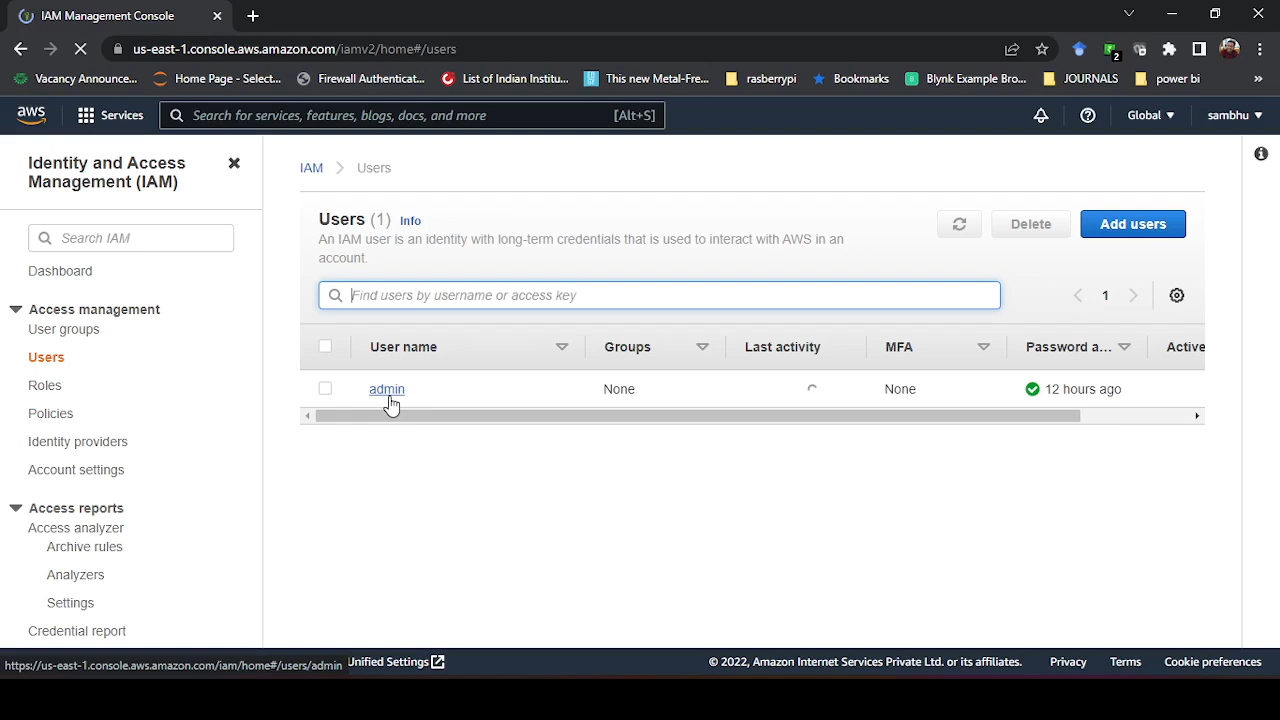 IAM Management Console
us-east-1.console.aws.amazon.com/iamv2/home#/users
2
Vacancy Announce...
Home Page - Select...
Firewall Authenticat...
List of Indian Institu...
This new Metal-Fre...
rasberrypi
Bookmarks
Blynk Example Bro...
JOURNALS
power bi
»
aws
Services
Search for services, features, blogs, docs, and more
[Alt+S]
Global
sambhu
Identity and Access
Management (IAM)
Search IAM
Dashboard
Access management
User groups
Users
Roles
Policies
Identity providers
Account settings
Access reports
Access analyzer
Archive rules
Analyzers
Settings
Credential report
IAM
Users
Users (1) Info
An IAM user is an identity with long-term credentials that is used to interact with AWS in an
account.
Delete
Add users
Find users by username or access key
1
User name
Groups
Last activity
MFA
Password a...
Active
admin
None
None
12 hours ago
https://us-east-1.console.aws.amazon.com/iam/home#/users/admin
Unified Settings
© 2022, Amazon Internet Services Private Ltd. or its affiliates.
Privacy
Terms
Cookie preferences